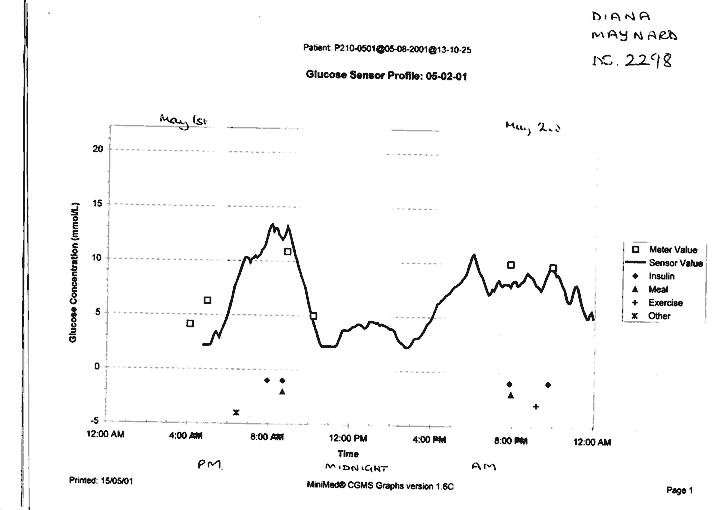 DIANA
MAYNARD
Patient: P210-0501@05-08-2001@13-10-25
Glucose Sensor Profile: 05-02-01
May 1st
May 2nd
20
15
10
5
0
-5
Glucose Concentration (mmol/L)
Meter Value
Sensor Value
Insulin
Meal
Exercise
Other
12:00 AM
4:00 AM
8:00 AM
12:00 PM
4:00 PM
8:00 PM
12:00 AM
Time
PM
MIDNIGHT
AM
Printed: 15/05/01
MiniMed® CGMS Graphs version 1.6C
Page 1